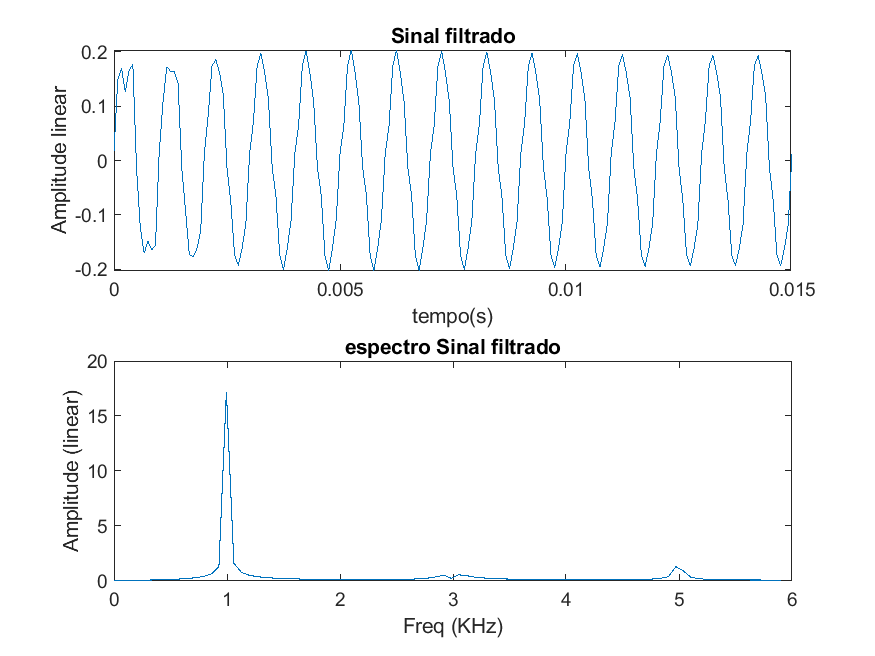 Sinal filtrado
0.2
0.1
0
-0.1
-0.2
Amplitude linear
0 0.005 0.01 0.015
tempo(s)
espectro Sinal filtrado
20
15
10
5
0
Amplitude (linear)
0 1 2 3 4 5 6
Freq (KHz)